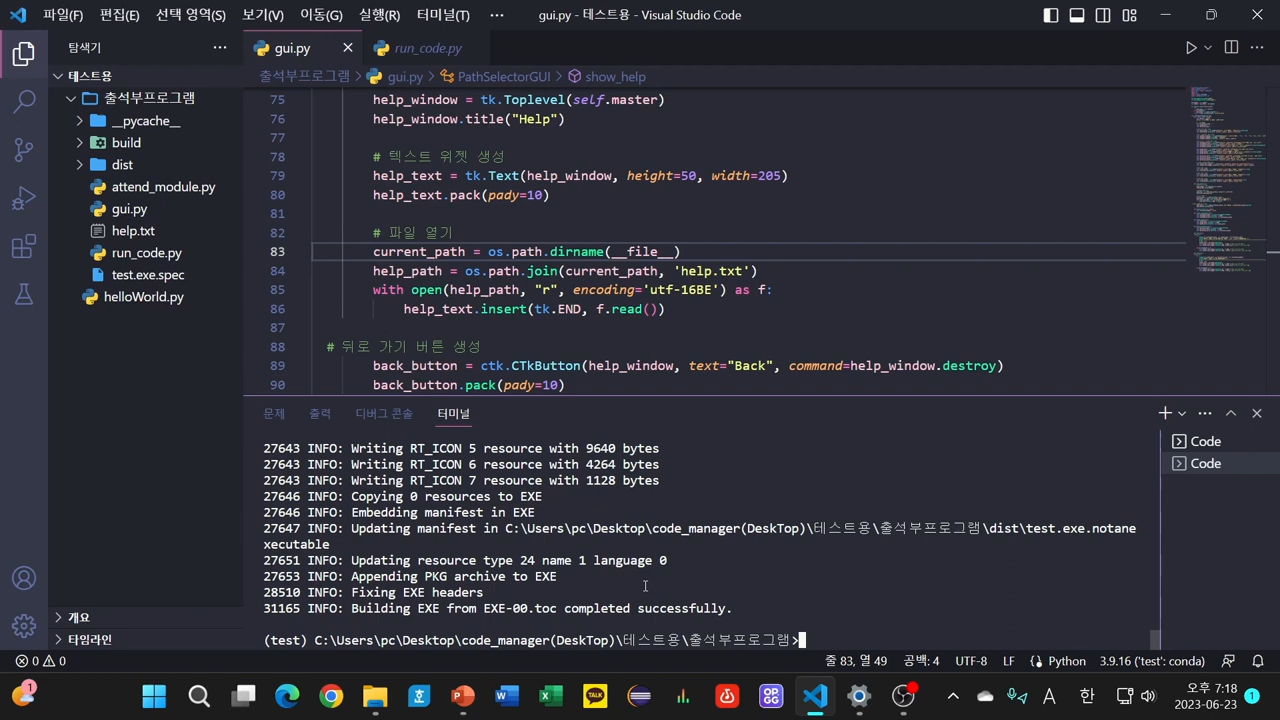 파일(F) 편집(E) 선택 영역(S) 보기(V) 이동(G) 실행(R) 터미널(T) ··· gui.py - 테스트용 - Visual Studio Code
탐색기 ···
gui.py
run_code.py
테스트용
출석부프로그램 > gui.py > PathSelectorGUI > show_help
출석부프로그램
__pycache__
build
dist
attend_module.py
gui.py
help.txt
run_code.py
test.exe.spec
helloWorld.py
개요
타임라인
75 help_window = tk.Toplevel(self.master)
76 help_window.title("Help")
77
78 # 텍스트 위젯 생성
79 help_text = tk.Text(help_window, height=50, width=205)
80 help_text.pack(pady=10)
81
82 # 파일 열기
83 current_path = os.path.dirname(__file__)
84 help_path = os.path.join(current_path, 'help.txt')
85 with open(help_path, "r", encoding='utf-16BE') as f:
86 help_text.insert(tk.END, f.read())
87
88 # 뒤로 가기 버튼 생성
89 back_button = ctk.CTkButton(help_window, text="Back", command=help_window.destroy)
90 back_button.pack(pady=10)
문제 출력 디버그 콘솔 터미널
27643 INFO: Writing RT_ICON 5 resource with 9640 bytes
27643 INFO: Writing RT_ICON 6 resource with 4264 bytes
27643 INFO: Writing RT_ICON 7 resource with 1128 bytes
27646 INFO: Copying 0 resources to EXE
27646 INFO: Embedding manifest in EXE
27647 INFO: Updating manifest in C:\Users\pc\Desktop\code_manager(DeskTop)\테스트용\출석부프로그램\dist\test.exe.notane
xecutable
27651 INFO: Updating resource type 24 name 1 language 0
27653 INFO: Appending PKG archive to EXE
28510 INFO: Fixing EXE headers
31165 INFO: Building EXE from EXE-00.toc completed successfully.
(test) C:\Users\pc\Desktop\code_manager(DeskTop)\테스트용\출석부프로그램>
Code
Code
0 0 줄 83, 열 49 공백: 4 UTF-8 LF Python 3.9.16 ('test': conda)
1 TALK A 한 오후 7:18
2023-06-23 1